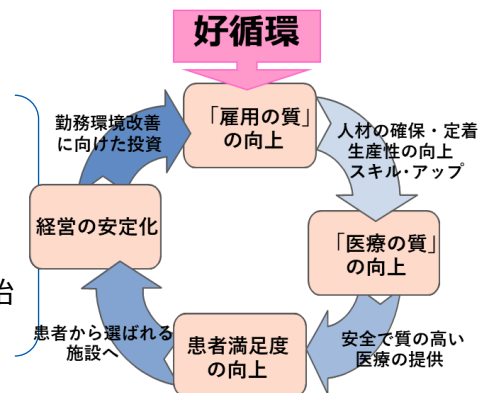 好循環
「雇用の質」
の向上
人材の確保・定着
生産性の向上
スキル・アップ
「医療の質」
の向上
安全で質の高い
医療の提供
患者満足度
の向上
患者から選ばれる
施設へ
経営の安定化
勤務環境改善
に向けた投資